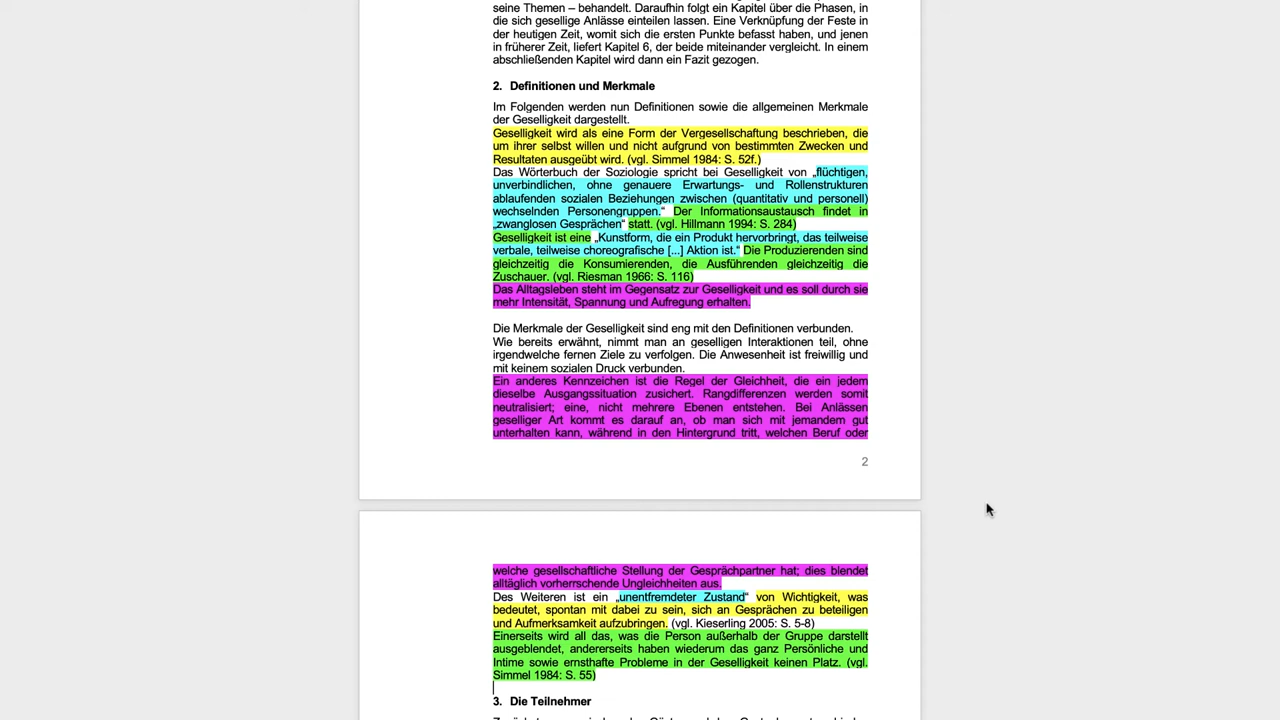 seine Themen – behandelt. Daraufhin folgt ein Kapitel über die Phasen, in
die sich gesellige Anlässe einteilen lassen. Eine Verknüpfung der Feste in
der heutigen Zeit, womit sich die ersten Punkte befasst haben, und jenen
in früherer Zeit, liefert Kapitel 6, der beide miteinander vergleicht. In einem
abschließenden Kapitel wird dann ein Fazit gezogen.
2. Definitionen und Merkmale
Im Folgenden werden nun Definitionen sowie die allgemeinen Merkmale
der Geselligkeit dargestellt.
Geselligkeit wird als eine Form der Vergesellschaftung beschrieben, die
um ihrer selbst willen und nicht aufgrund von bestimmten Zwecken und
Resultaten ausgeübt wird. (vgl. Simmel 1984: S. 52f.)
Das Wörterbuch der Soziologie spricht bei Geselligkeit von „flüchtigen,
unverbindlichen, ohne genauere Erwartungs- und Rollenstrukturen
ablaufenden sozialen Beziehungen zwischen (quantitativ und personell)
wechselnden Personengruppen.“ Der Informationsaustausch findet in
„zwanglosen Gesprächen“ statt. (vgl. Hillmann 1994: S. 284)
Geselligkeit ist eine „Kunstform, die ein Produkt hervorbringt, das teilweise
verbale, teilweise choreografische [...] Aktion ist.“ Die Produzierenden sind
gleichzeitig die Konsumierenden, die Ausführenden gleichzeitig die
Zuschauer. (vgl. Riesman 1966: S. 116)
Das Alltagsleben steht im Gegensatz zur Geselligkeit und es soll durch sie
mehr Intensität, Spannung und Aufregung erhalten.
Die Merkmale der Geselligkeit sind eng mit den Definitionen verbunden.
Wie bereits erwähnt, nimmt man an geselligen Interaktionen teil, ohne
irgendwelche fernen Ziele zu verfolgen. Die Anwesenheit ist freiwillig und
mit keinem sozialen Druck verbunden.
Ein anderes Kennzeichen ist die Regel der Gleichheit, die ein jedem
dieselbe Ausgangssituation zusichert. Rangdifferenzen werden somit
neutralisiert; eine, nicht mehrere Ebenen entstehen. Bei Anlässen
geselliger Art kommt es darauf an, ob man sich mit jemandem gut
unterhalten kann, während in den Hintergrund tritt, welchen Beruf oder
2
welche gesellschaftliche Stellung der Gesprächpartner hat; dies blendet
alltäglich vorherrschende Ungleichheiten aus.
Des Weiteren ist ein „unentfremdeter Zustand“ von Wichtigkeit, was
bedeutet, spontan mit dabei zu sein, sich an Gesprächen zu beteiligen
und Aufmerksamkeit aufzubringen. (vgl. Kieserling 2005: S. 5-8)
Einerseits wird all das, was die Person außerhalb der Gruppe darstellt
ausgeblendet, andererseits haben wiederum das ganz Persönliche und
Intime sowie ernsthafte Probleme in der Geselligkeit keinen Platz. (vgl.
Simmel 1984: S. 55)
3. Die Teilnehmer